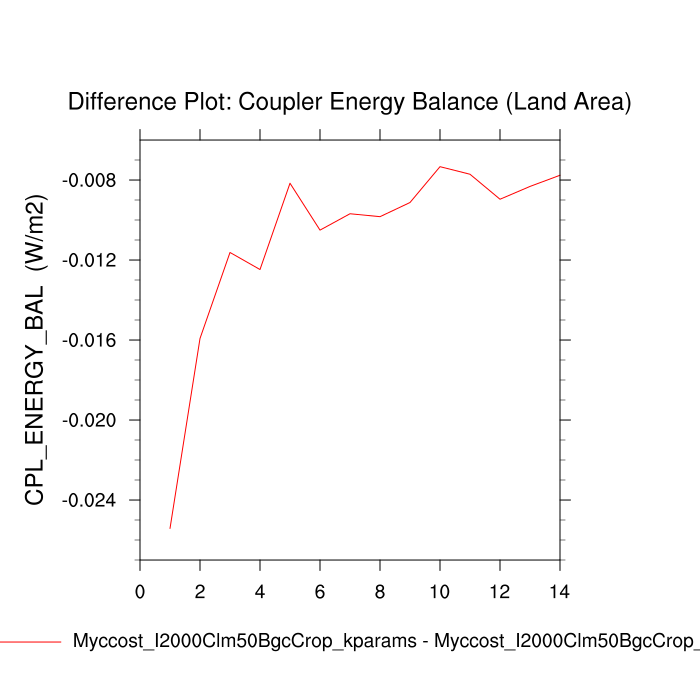 Difference Plot: Coupler Energy Balance (Land Area)
CPL_ENERGY_BAL (W/m2)
-0.008
-0.012
-0.016
-0.020
-0.024
0 2 4 6 8 10 12 14
Myccost_I2000Clm50BgcCrop_kparams - Myccost_I2000Clm50BgcCrop_